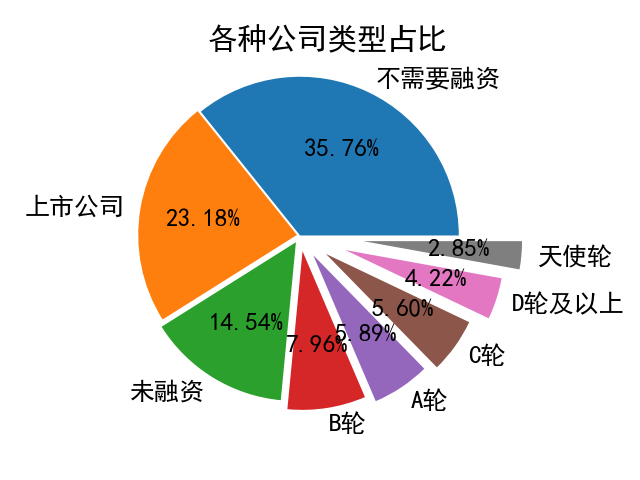 各种公司类型占比
不需要融资
35.76%
上市公司
23.18%
未融资
14.54%
B轮
7.96%
A轮
5.89%
C轮
5.60%
D轮及以上
4.22%
天使轮
2.85%